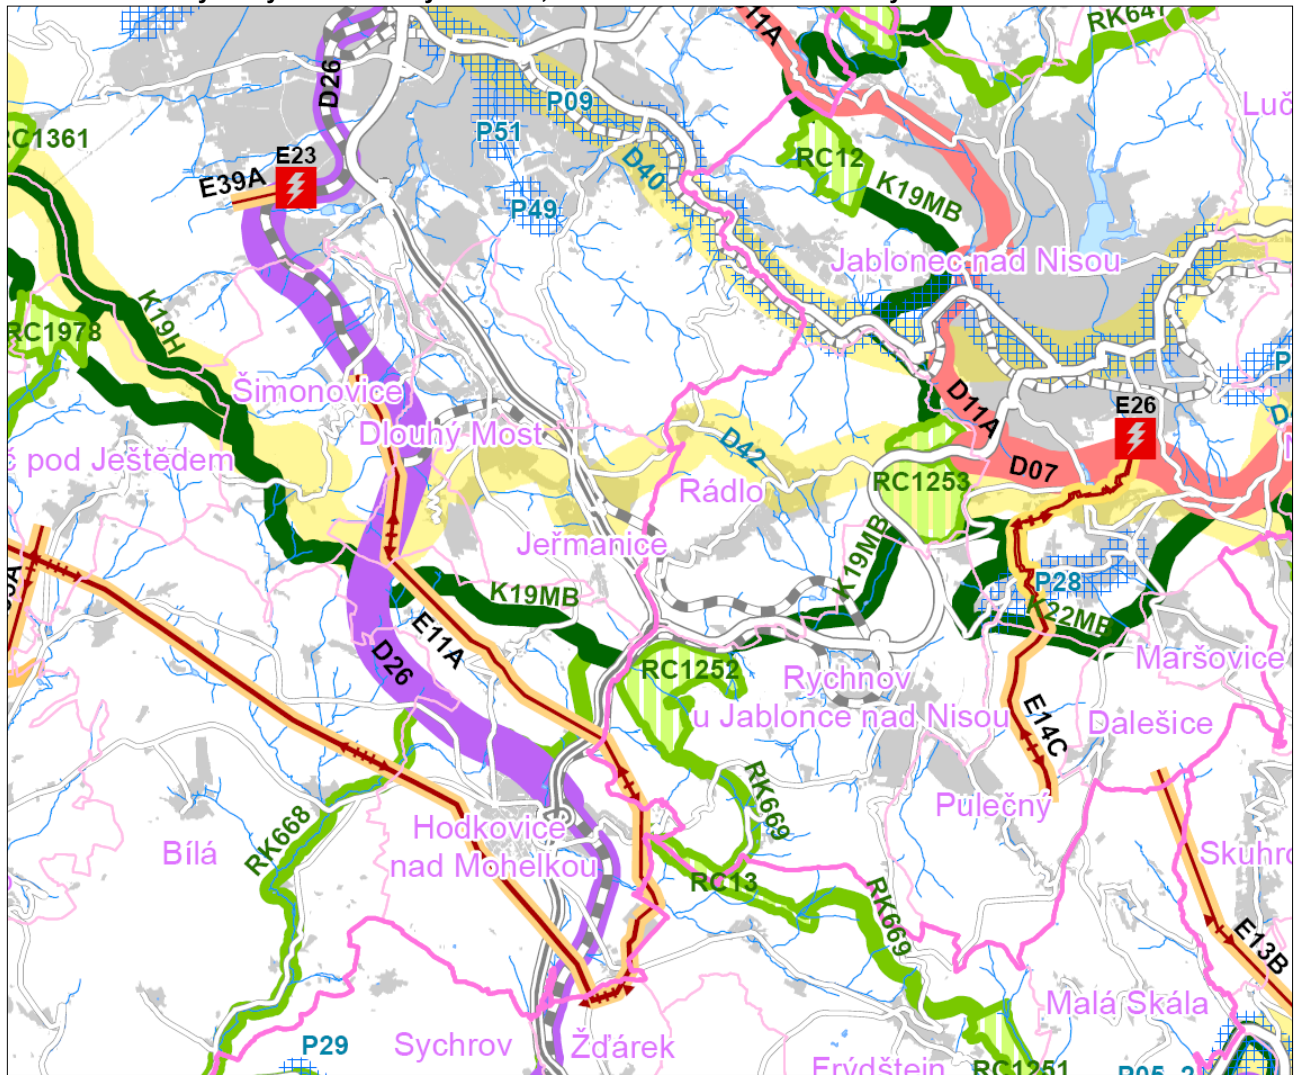 11A
RK647
D26
P09
Luč
P51
RC1361
E23
RC12
D40
E39A
K19MB
P49
Jablonec nad Nisou
K19H
RC1978
Šimonovice
D11A
E26
Dlouhý Most
D42
č pod Ještědem
D07
RC1253
Rádlo
Jeřmanice
K19MB
P28
K19MB
K22MB
E11A
D26
RC1252
Maršovice
Rychnov
u Jablonce nad Nisou
E14C
Dalešice
RK669
Pulečný
RK668
Hodkovice
nad Mohelkou
Bílá
Skuhro
RC13
RK669
E13B
Malá Skála
P29
Sychrov
Žďárek
Frýdštejn
RC1251
P05